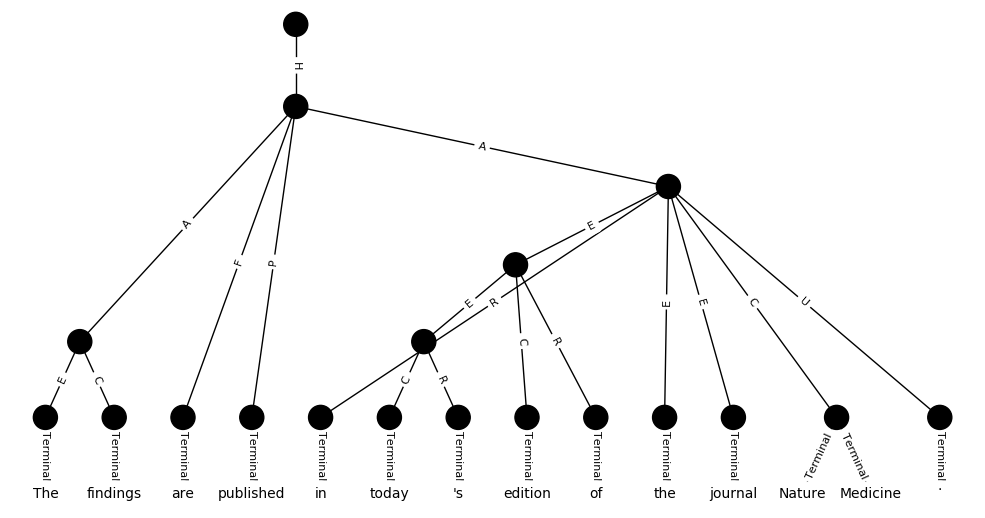 H
A
A
E
F
P
E
R
E
E
C
U
C
R
E
C
C
R
Terminal Terminal Terminal Terminal Terminal Terminal Terminal Terminal Terminal Terminal Terminal Terminal Terminal Terminal
The findings are published in today 's edition of the journal Nature Medicine .